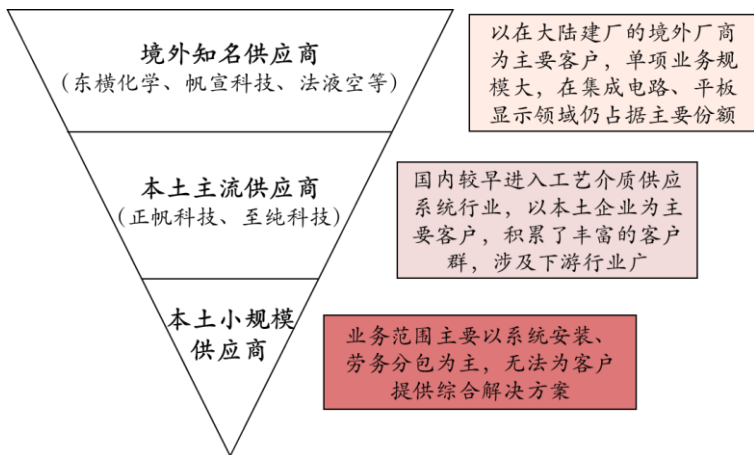 境外知名供应商
（东横化学、帆宣科技、法液空等）
以在大陆建厂的境外厂商
为主要客户，单项业务规
模大，在集成电路、平板
显示领域仍占据主要份额
本土主流供应商
（正帆科技、至纯科技）
国内较早进入工艺介质供应
系统行业，以本土企业为主
要客户，积累了丰富的客户
群，涉及下游行业广
本土小规模
供应商
业务范围主要以系统安装、
劳务分包为主，无法为客户
提供综合解决方案